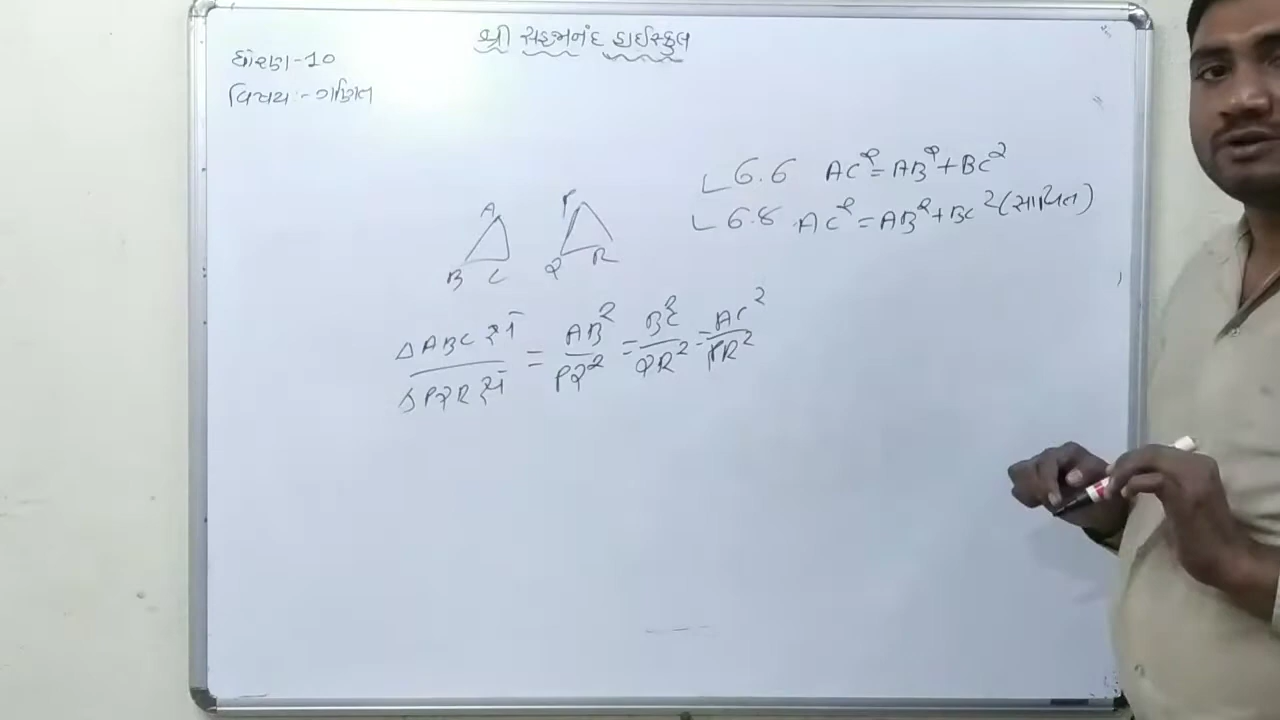 શ્રી સહજાનંદ હાઈસ્કુલ
ધોરણ-10
વિષય:-ગણિત
6.6 AC²=AB²+BC²
6.8 AC²=AB²+BC² (સાબિત)
A P
B C Q R
ΔABC ક્ષે / ΔPQR ક્ષે = AB²/PQ² = BC²/QR² = AC²/PR²